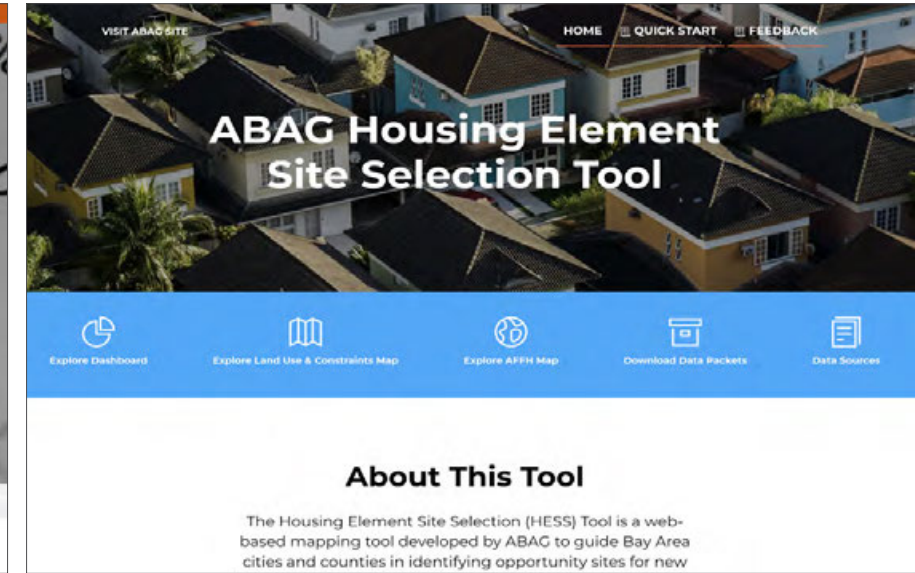 VISIT ABAG SITE
HOME
QUICK START
FEEDBACK
ABAG Housing Element
Site Selection Tool
Explore Dashboard
Explore Land Use & Constraints Map
Explore AFFH Map
Download Data Packets
Data Sources
About This Tool
The Housing Element Site Selection (HESS) Tool is a web-
based mapping tool developed by ABAG to guide Bay Area
cities and counties in identifying opportunity sites for new